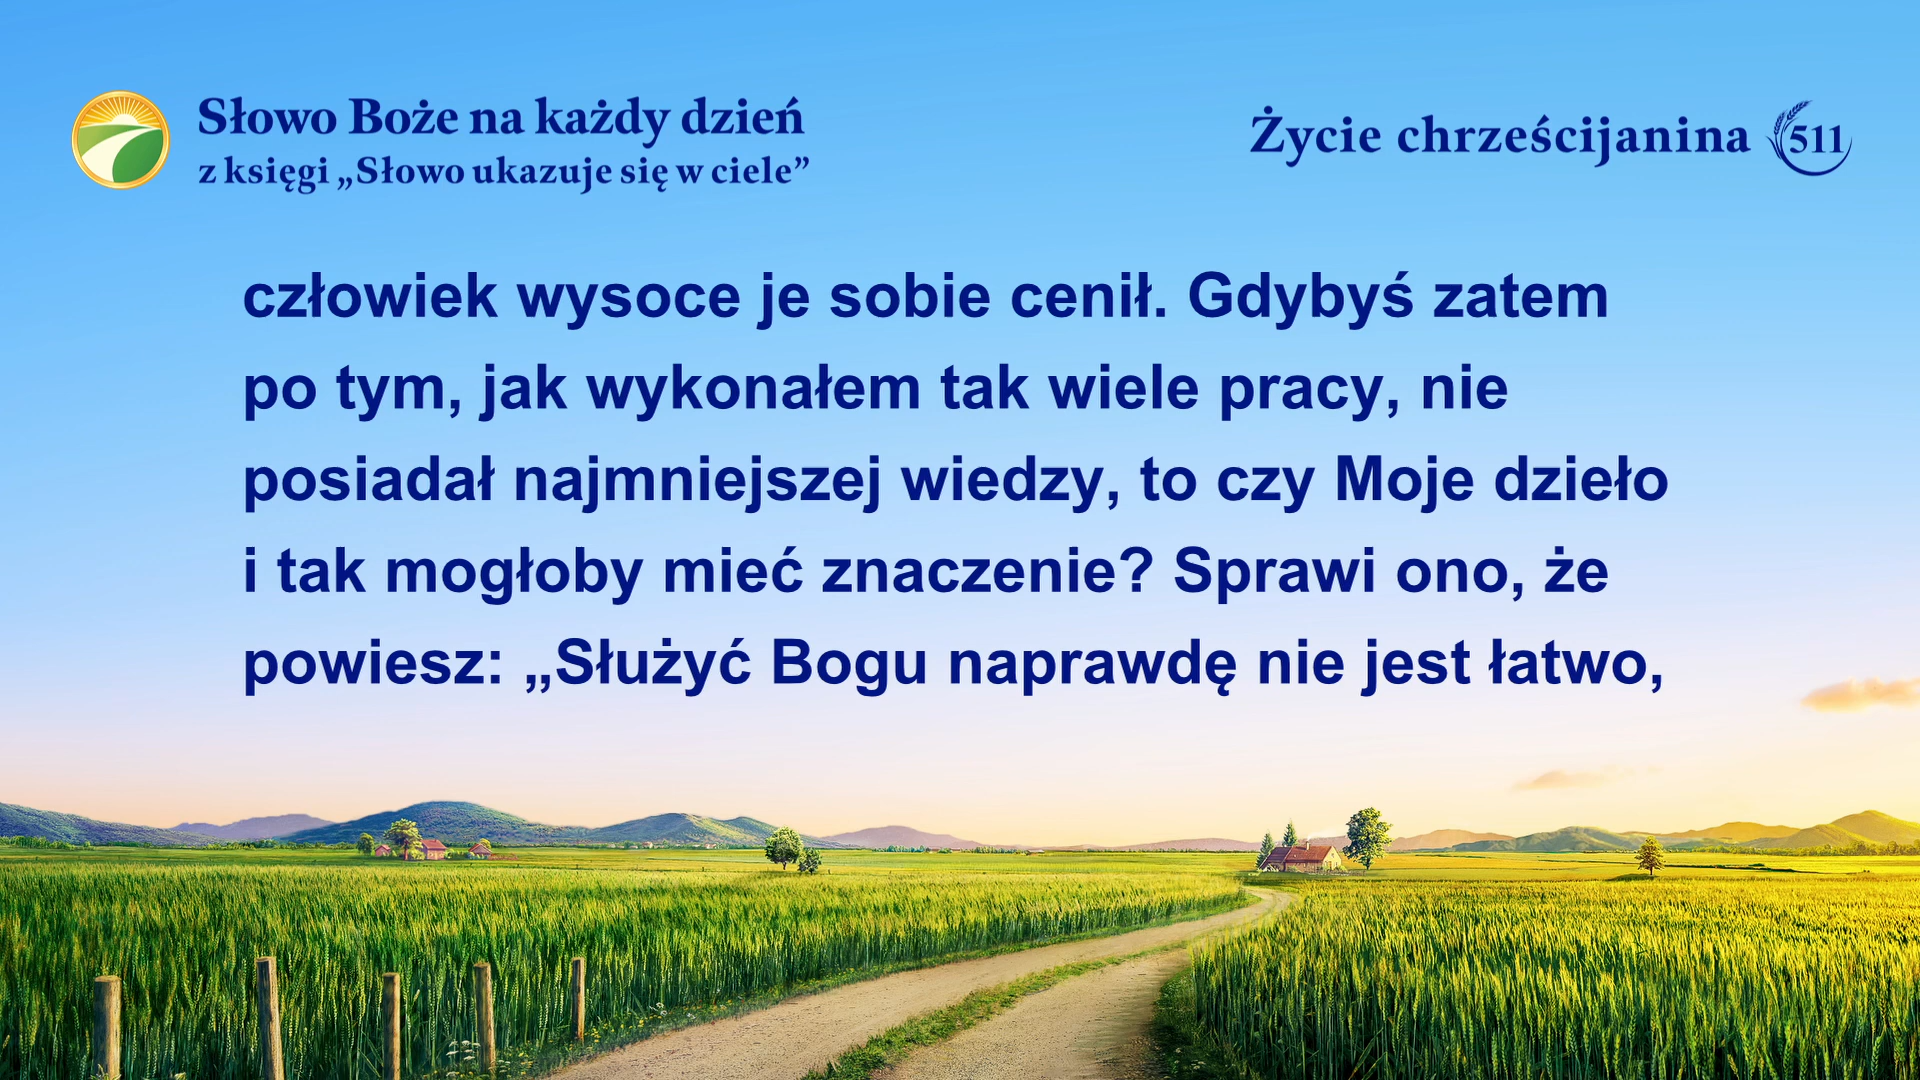 Słowo Boże na każdy dzień
z księgi „Słowo ukazuje się w ciele”
Życie chrześcijanina 511
człowiek wysoce je sobie cenił. Gdybyś zatem
po tym, jak wykonałem tak wiele pracy, nie
posiadał najmniejszej wiedzy, to czy Moje dzieło
i tak mogłoby mieć znaczenie? Sprawi ono, że
powiesz: „Służyć Bogu naprawdę nie jest łatwo,